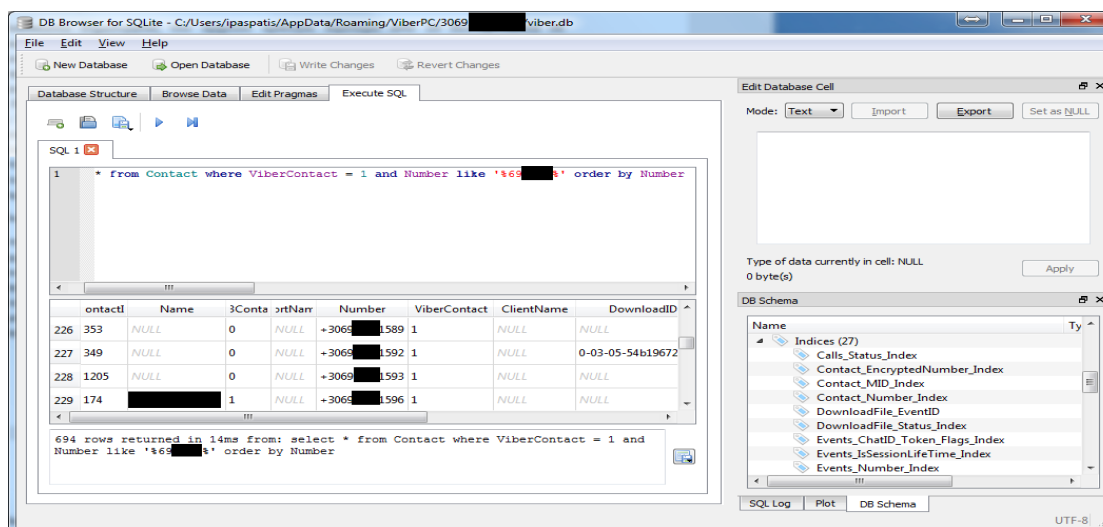 DB Browser for SQLite - C:/Users/ipaspatis/AppData/Roaming/ViberPC/3069 /viber.db
File Edit View Help
New Database Open Database Write Changes Revert Changes
Database Structure Browse Data Edit Pragmas Execute SQL
SQL 1
1 * from Contact where ViberContact = 1 and Number like '%69 %' order by Number
ontactI Name 3Conta ortNam Number ViberContact ClientName DownloadID
226 353 NULL 0 NULL +3069 1589 1 NULL NULL
227 349 NULL 0 NULL +3069 1592 1 NULL 0-03-05-54b19672
228 1205 NULL 0 NULL +3069 1593 1 NULL NULL
229 174 1 NULL +3069 1596 1 NULL NULL
694 rows returned in 14ms from: select * from Contact where ViberContact = 1 and
Number like '%69 %' order by Number
Edit Database Cell
Mode: Text Import Export Set as NULL
Type of data currently in cell: NULL
0 byte(s)
Apply
DB Schema
Name Ty
Indices (27)
Calls_Status_Index
Contact_EncryptedNumber_Index
Contact_MID_Index
Contact_Number_Index
DownloadFile_EventID
DownloadFile_Status_Index
Events_ChatID_Token_Flags_Index
Events_IsSessionLifeTime_Index
Events_Number_Index
SQL Log Plot DB Schema
UTF-8